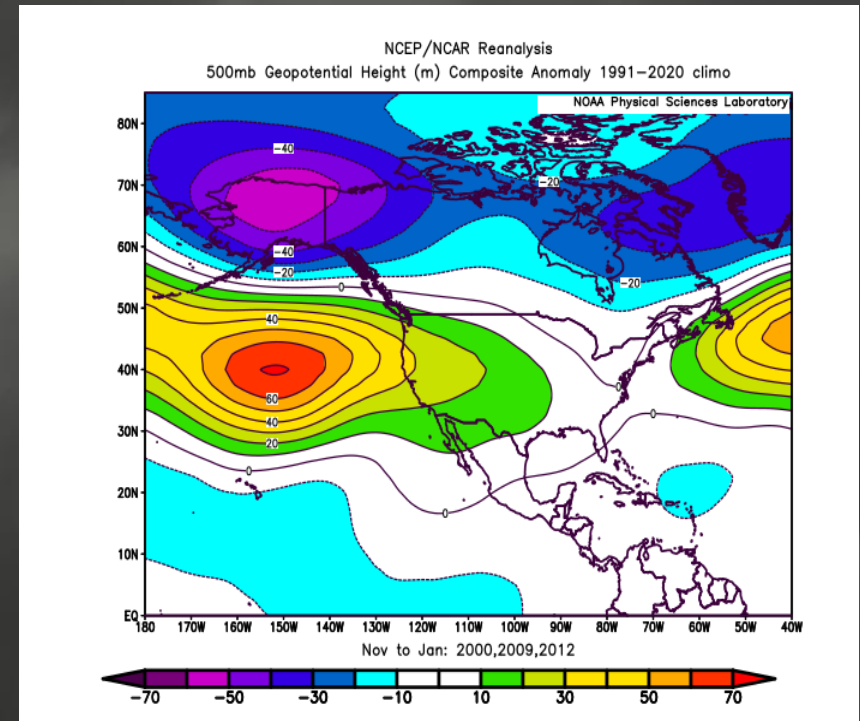 NCEP/NCAR Reanalysis
500mb Geopotential Height (m) Composite Anomaly 1991−2020 climo
NOAA Physical Sciences Laboratory
80N
−40
70N
−20
60N
−40
−20
−20
0
50N
40
40N
0
60
40
30N
20
0
0
20N
0
10N
EQ
180 170W 160W 150W 140W 130W 120W 110W 100W 90W 80W 70W 60W 50W 40W
Nov to Jan: 2000,2009,2012
−70 −50 −30 −10 10 30 50 70